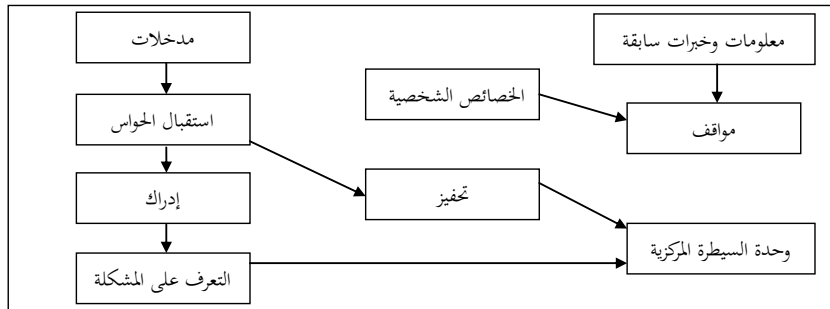 مدخلات
معلومات وخبرات سابقة
الخصائص الشخصية
استقبال الحواس
مواقف
إدراك
تحفيز
وحدة السيطرة المركزية
التعرف على المشكلة